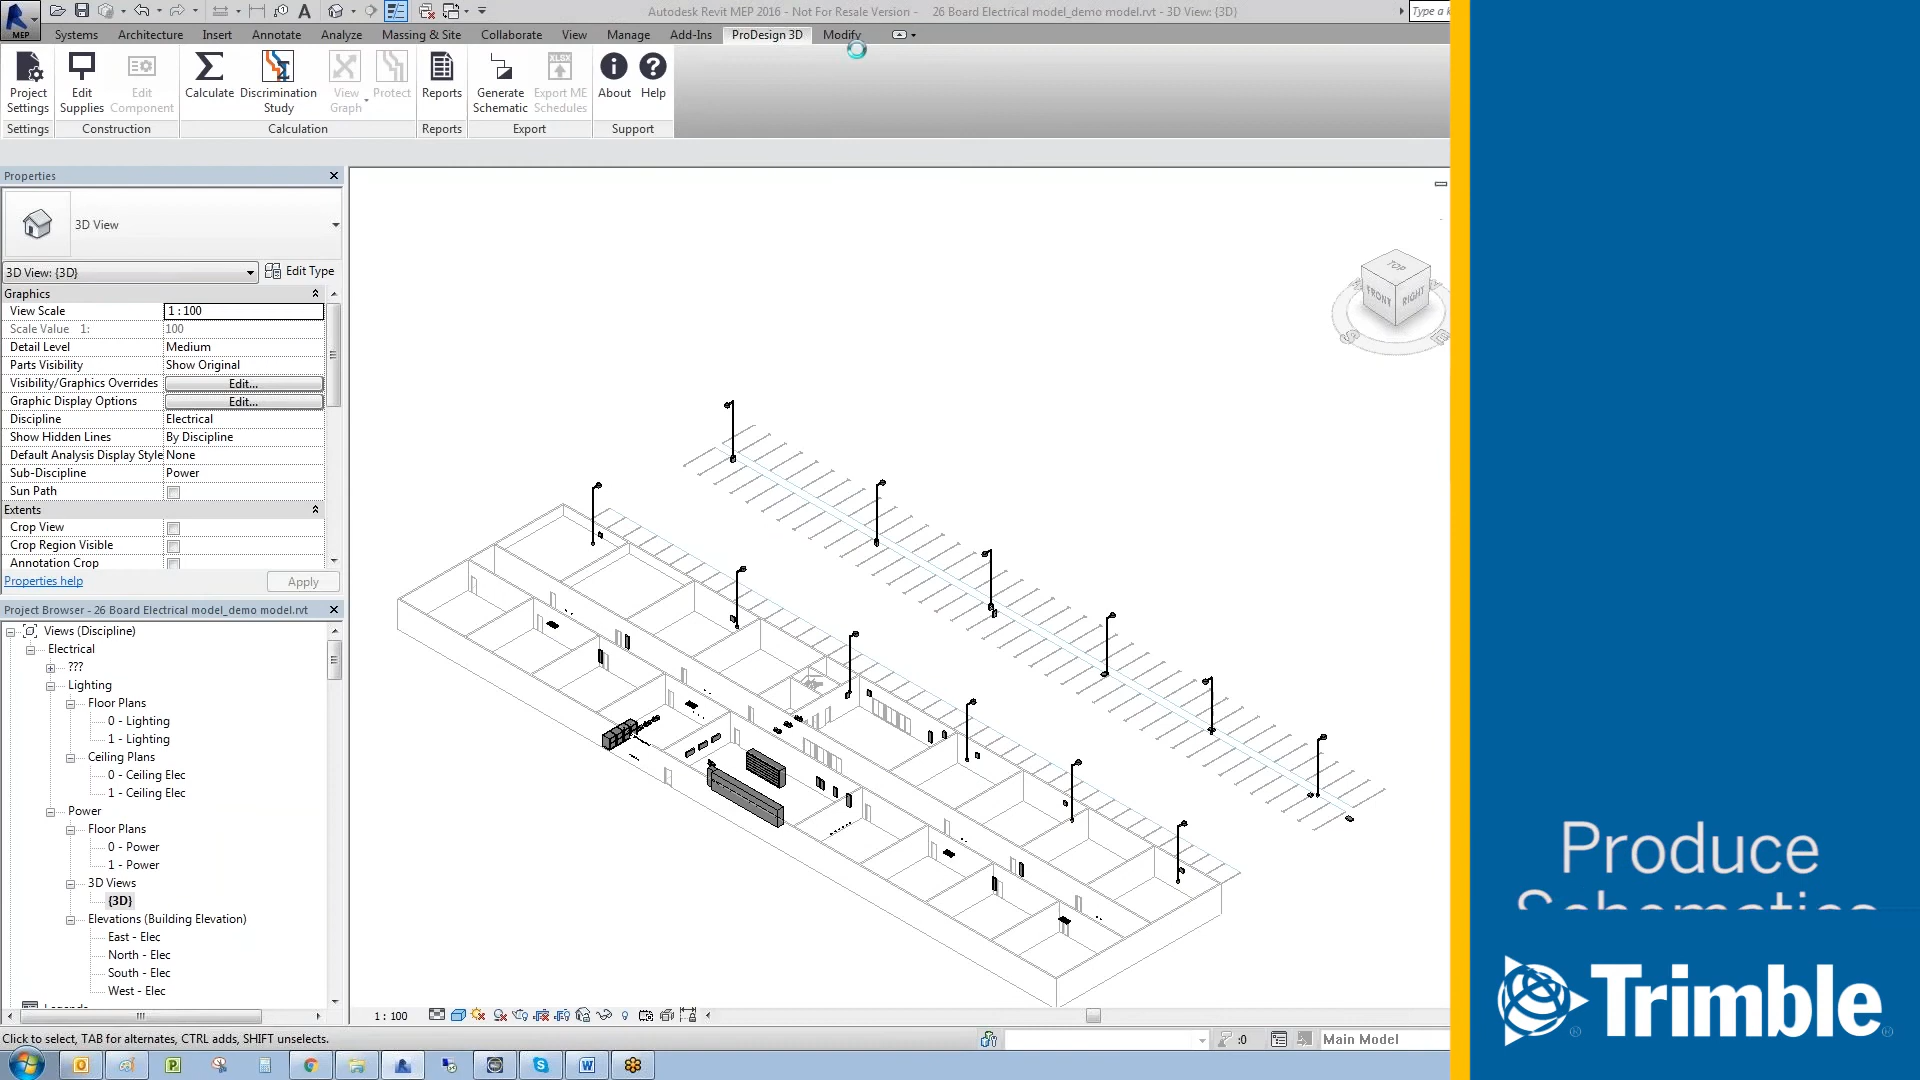 Autodesk Revit MEP 2016 - Not For Resale Version - 26 Board Electrical model_demo model.rvt - 3D View: {3D}
Type a k
MEP
Systems Architecture Insert Annotate Analyze Massing & Site Collaborate View Manage Add-Ins ProDesign 3D Modify
Project Settings
Edit Supplies
Edit Component
Calculate
Discrimination Study
View Graph
Protect
Reports
Generate Schematic
Export ME Schedules
XLSX
About
Help
Settings Construction Calculation Reports Export Support
Properties
3D View
3D View: {3D} Edit Type
Graphics
View Scale 1 : 100
Scale Value 1: 100
Detail Level Medium
Parts Visibility Show Original
Visibility/Graphics Overrides Edit...
Graphic Display Options Edit...
Discipline Electrical
Show Hidden Lines By Discipline
Default Analysis Display Style None
Sub-Discipline Power
Sun Path
Extents
Crop View
Crop Region Visible
Annotation Crop
Properties help Apply
Project Browser - 26 Board Electrical model_demo model.rvt
Views (Discipline)
Electrical
???
Lighting
Floor Plans
0 - Lighting
1 - Lighting
Ceiling Plans
0 - Ceiling Elec
1 - Ceiling Elec
Power
Floor Plans
0 - Power
1 - Power
3D Views
{3D}
Elevations (Building Elevation)
East - Elec
North - Elec
South - Elec
West - Elec
TOP
FRONT
RIGHT
S
E
1 : 100
Click to select, TAB for alternates, CTRL adds, SHIFT unselects.
:0
Main Model
Produce
Schematics
Trimble